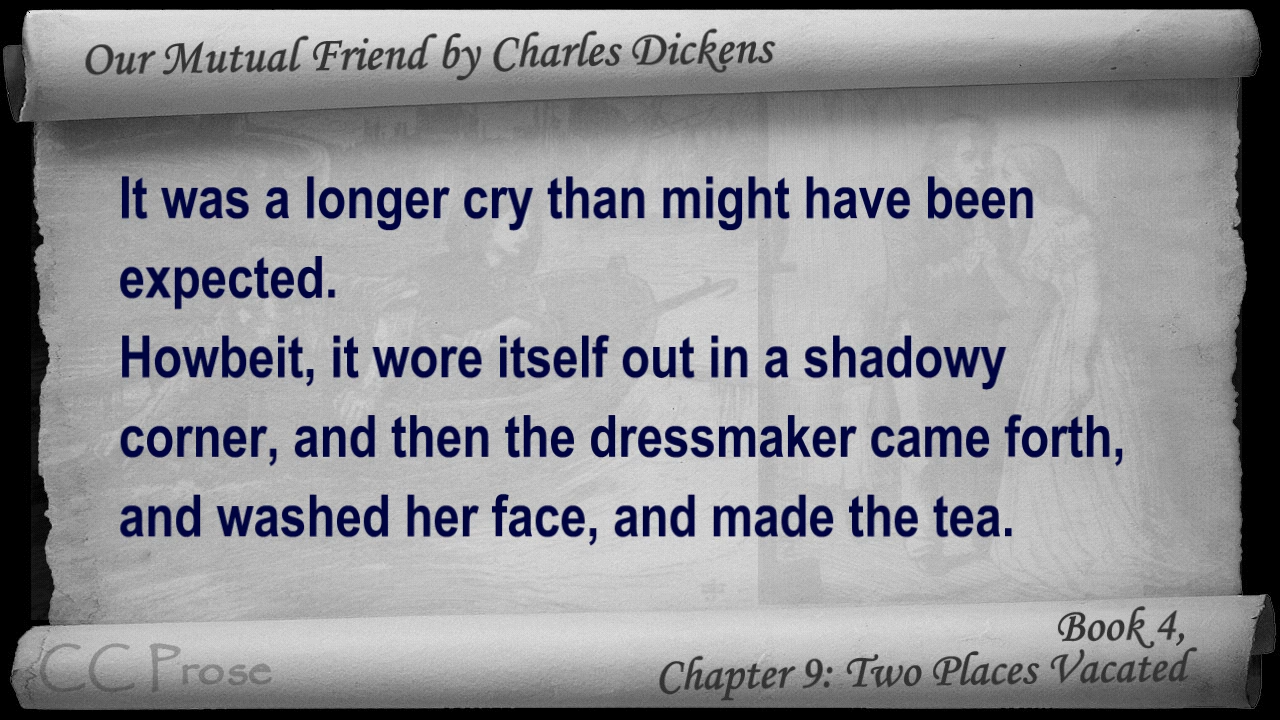 Our Mutual Friend by Charles Dickens
It was a longer cry than might have been
expected.
Howbeit, it wore itself out in a shadowy
corner, and then the dressmaker came forth,
and washed her face, and made the tea.
Book 4,
Chapter 9: Two Places Vacated
CC Prose